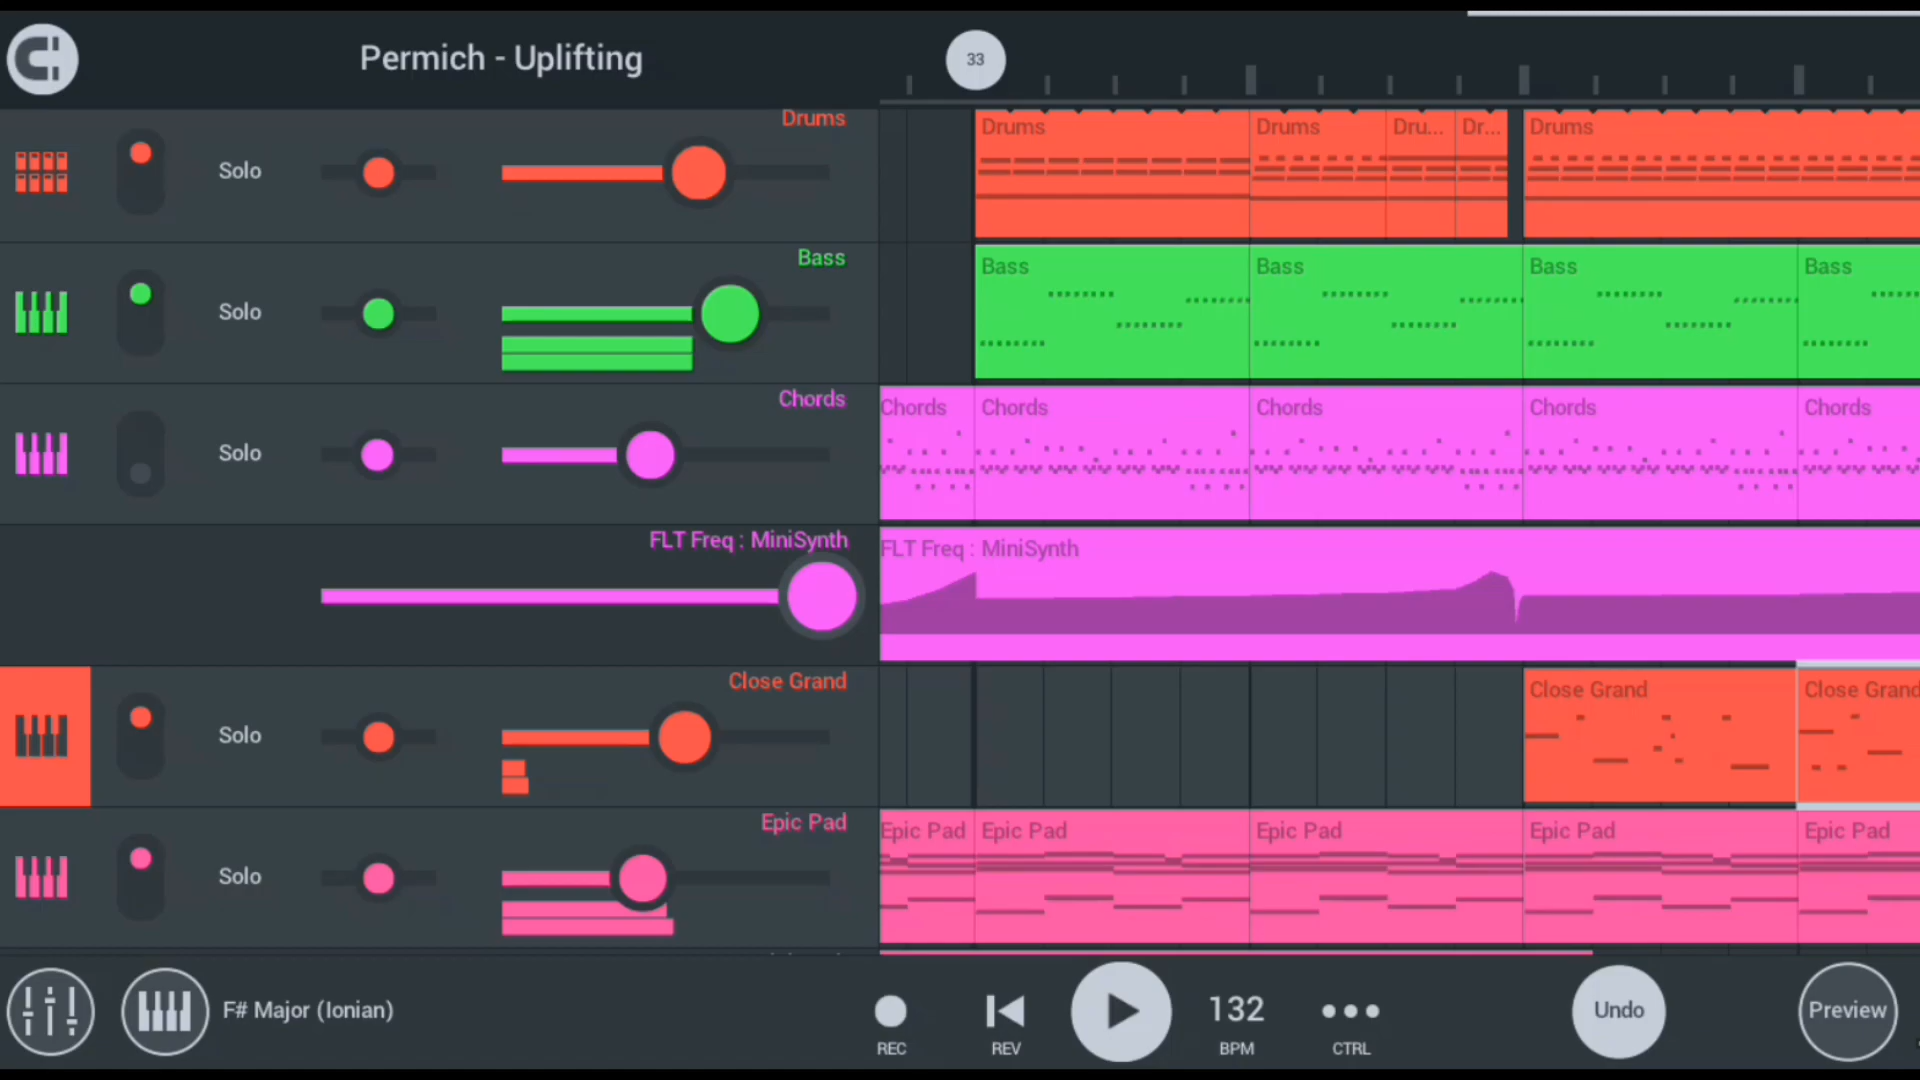 Permich - Uplifting
33
Drums
Solo
Drums
Drums
Dru...
Dr...
Drums
Bass
Solo
Bass
Bass
Bass
Bass
Chords
Solo
Chords
Chords
Chords
Chords
Chords
FLT Freq : MiniSynth
FLT Freq : MiniSynth
Close Grand
Solo
Close Grand
Close Grand
Epic Pad
Solo
Epic Pad
Epic Pad
Epic Pad
Epic Pad
Epic Pad
F# Major (Ionian)
REC
REV
132
BPM
CTRL
Undo
Preview